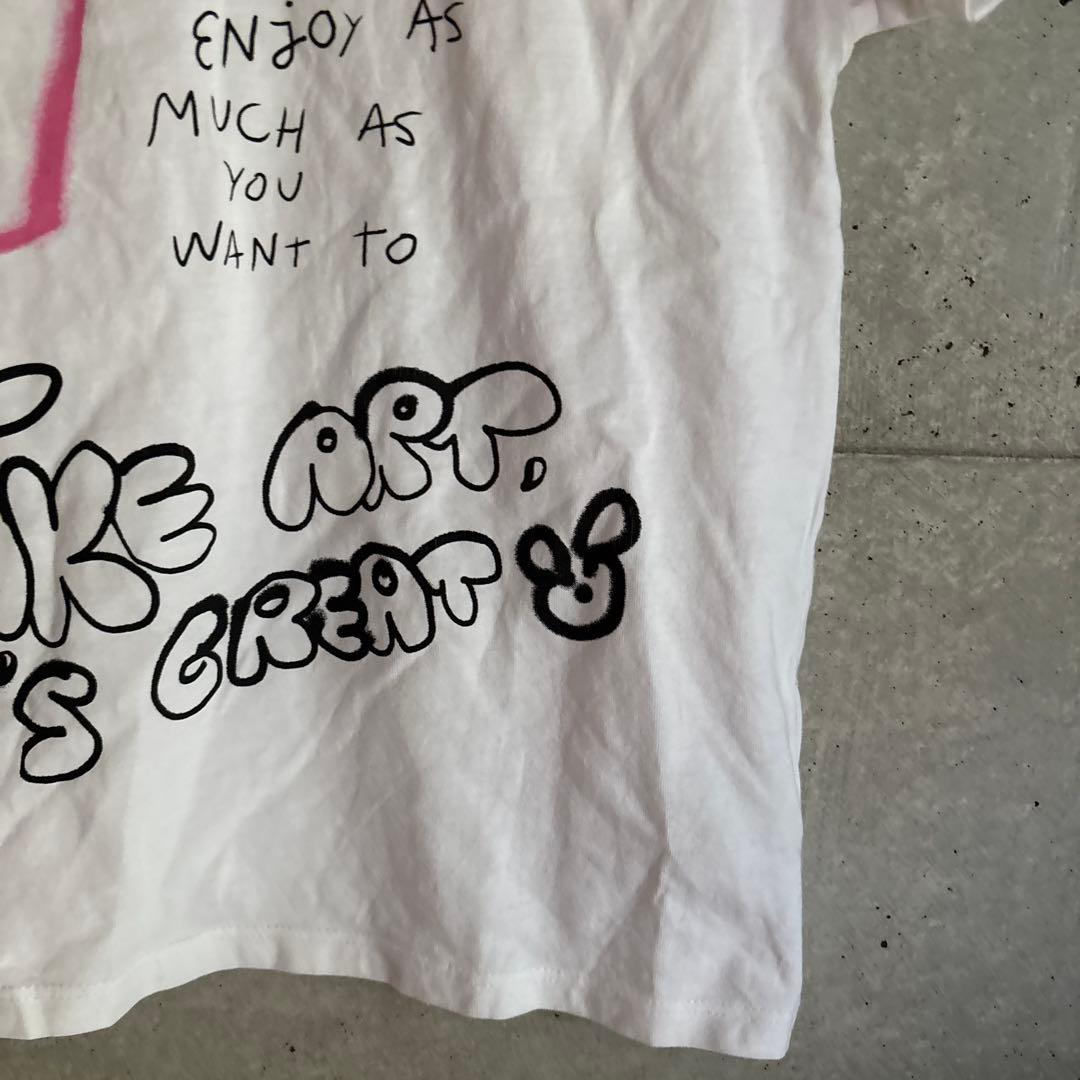 ENjOY AS
MUCH AS
YOU
WANT TO
KE ART.
'S GREAT